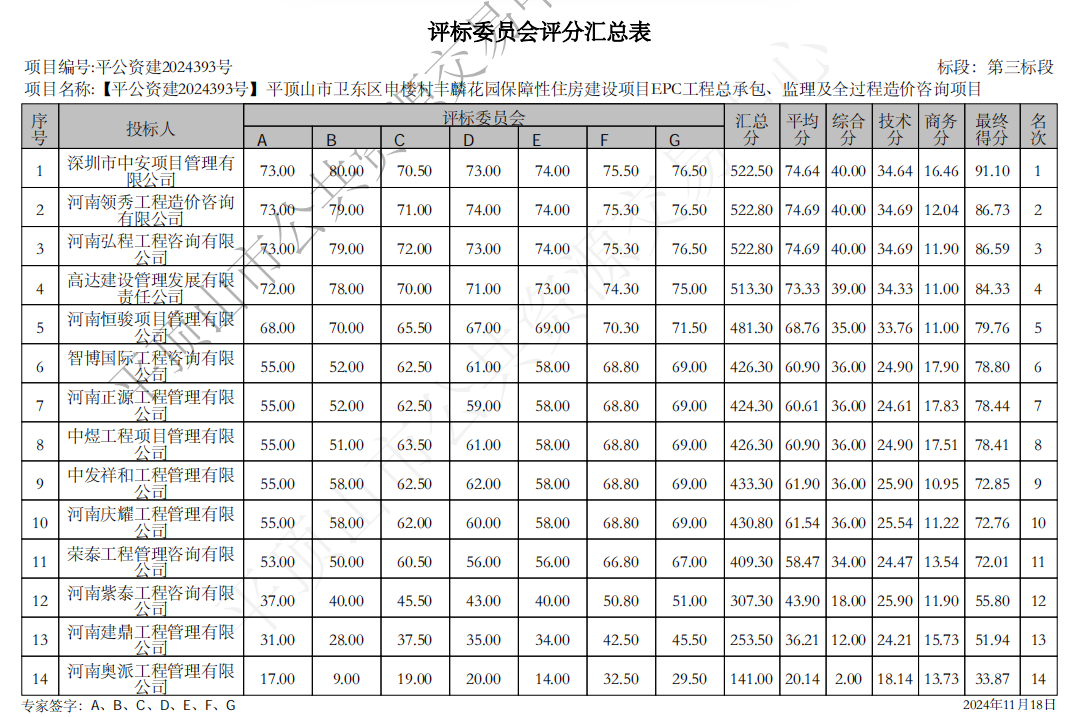 评标委员会评分汇总表
项目编号:平公资建2024393号 标段：第三标段
项目名称:【平公资建2024393号】平顶山市卫东区申楼村丰麟花园保障性住房建设项目EPC工程总承包、监理及全过程造价咨询项目
序号 投标人 评标委员会 汇总分 平均分 综合分 技术分 商务分 最终得分 名次
A B C D E F G
1 深圳市中安项目管理有限公司 73.00 80.00 70.50 73.00 74.00 75.50 76.50 522.50 74.64 40.00 34.64 16.46 91.10 1
2 河南领秀工程造价咨询有限公司 73.00 79.00 71.00 74.00 74.00 75.30 76.50 522.80 74.69 40.00 34.69 12.04 86.73 2
3 河南弘程工程咨询有限公司 73.00 79.00 72.00 73.00 74.00 75.30 76.50 522.80 74.69 40.00 34.69 11.90 86.59 3
4 高达建设管理发展有限责任公司 72.00 78.00 70.00 71.00 73.00 74.30 75.00 513.30 73.33 39.00 34.33 11.00 84.33 4
5 河南恒骏项目管理有限公司 68.00 70.00 65.50 67.00 69.00 70.30 71.50 481.30 68.76 35.00 33.76 11.00 79.76 5
6 智博国际工程咨询有限公司 55.00 52.00 62.50 61.00 58.00 68.80 69.00 426.30 60.90 36.00 24.90 17.90 78.80 6
7 河南正源工程管理有限公司 55.00 52.00 62.50 59.00 58.00 68.80 69.00 424.30 60.61 36.00 24.61 17.83 78.44 7
8 中煜工程项目管理有限公司 55.00 51.00 63.50 61.00 58.00 68.80 69.00 426.30 60.90 36.00 24.90 17.51 78.41 8
9 中发祥和工程管理有限公司 55.00 58.00 62.50 62.00 58.00 68.80 69.00 433.30 61.90 36.00 25.90 10.95 72.85 9
10 河南庆耀工程管理有限公司 55.00 58.00 62.00 60.00 58.00 68.80 69.00 430.80 61.54 36.00 25.54 11.22 72.76 10
11 荣泰工程管理咨询有限公司 53.00 50.00 60.50 56.00 56.00 66.80 67.00 409.30 58.47 34.00 24.47 13.54 72.01 11
12 河南紫泰工程咨询有限公司 37.00 40.00 45.50 43.00 40.00 50.80 51.00 307.30 43.90 18.00 25.90 11.90 55.80 12
13 河南建鼎工程管理有限公司 31.00 28.00 37.50 35.00 34.00 42.50 45.50 253.50 36.21 12.00 24.21 15.73 51.94 13
14 河南奥派工程管理有限公司 17.00 9.00 19.00 20.00 14.00 32.50 29.50 141.00 20.14 2.00 18.14 13.73 33.87 14
专家签字：A、B、C、D、E、F、G 2024年11月18日
平顶山市公共资源交易中
平顶山市公共资源交易中心